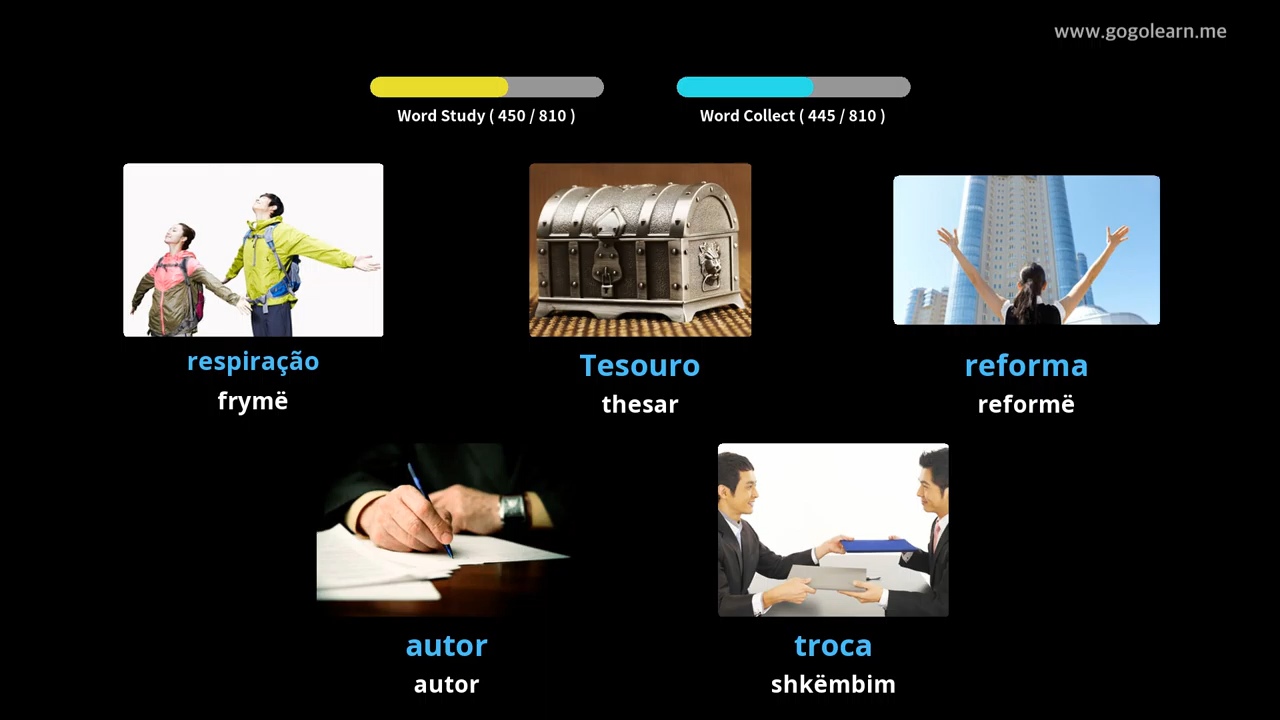 www.gogolearn.me
Word Study ( 450 / 810 )
Word Collect ( 445 / 810 )
respiração
frymë
Tesouro
thesar
reforma
reformë
autor
autor
troca
shkëmbim